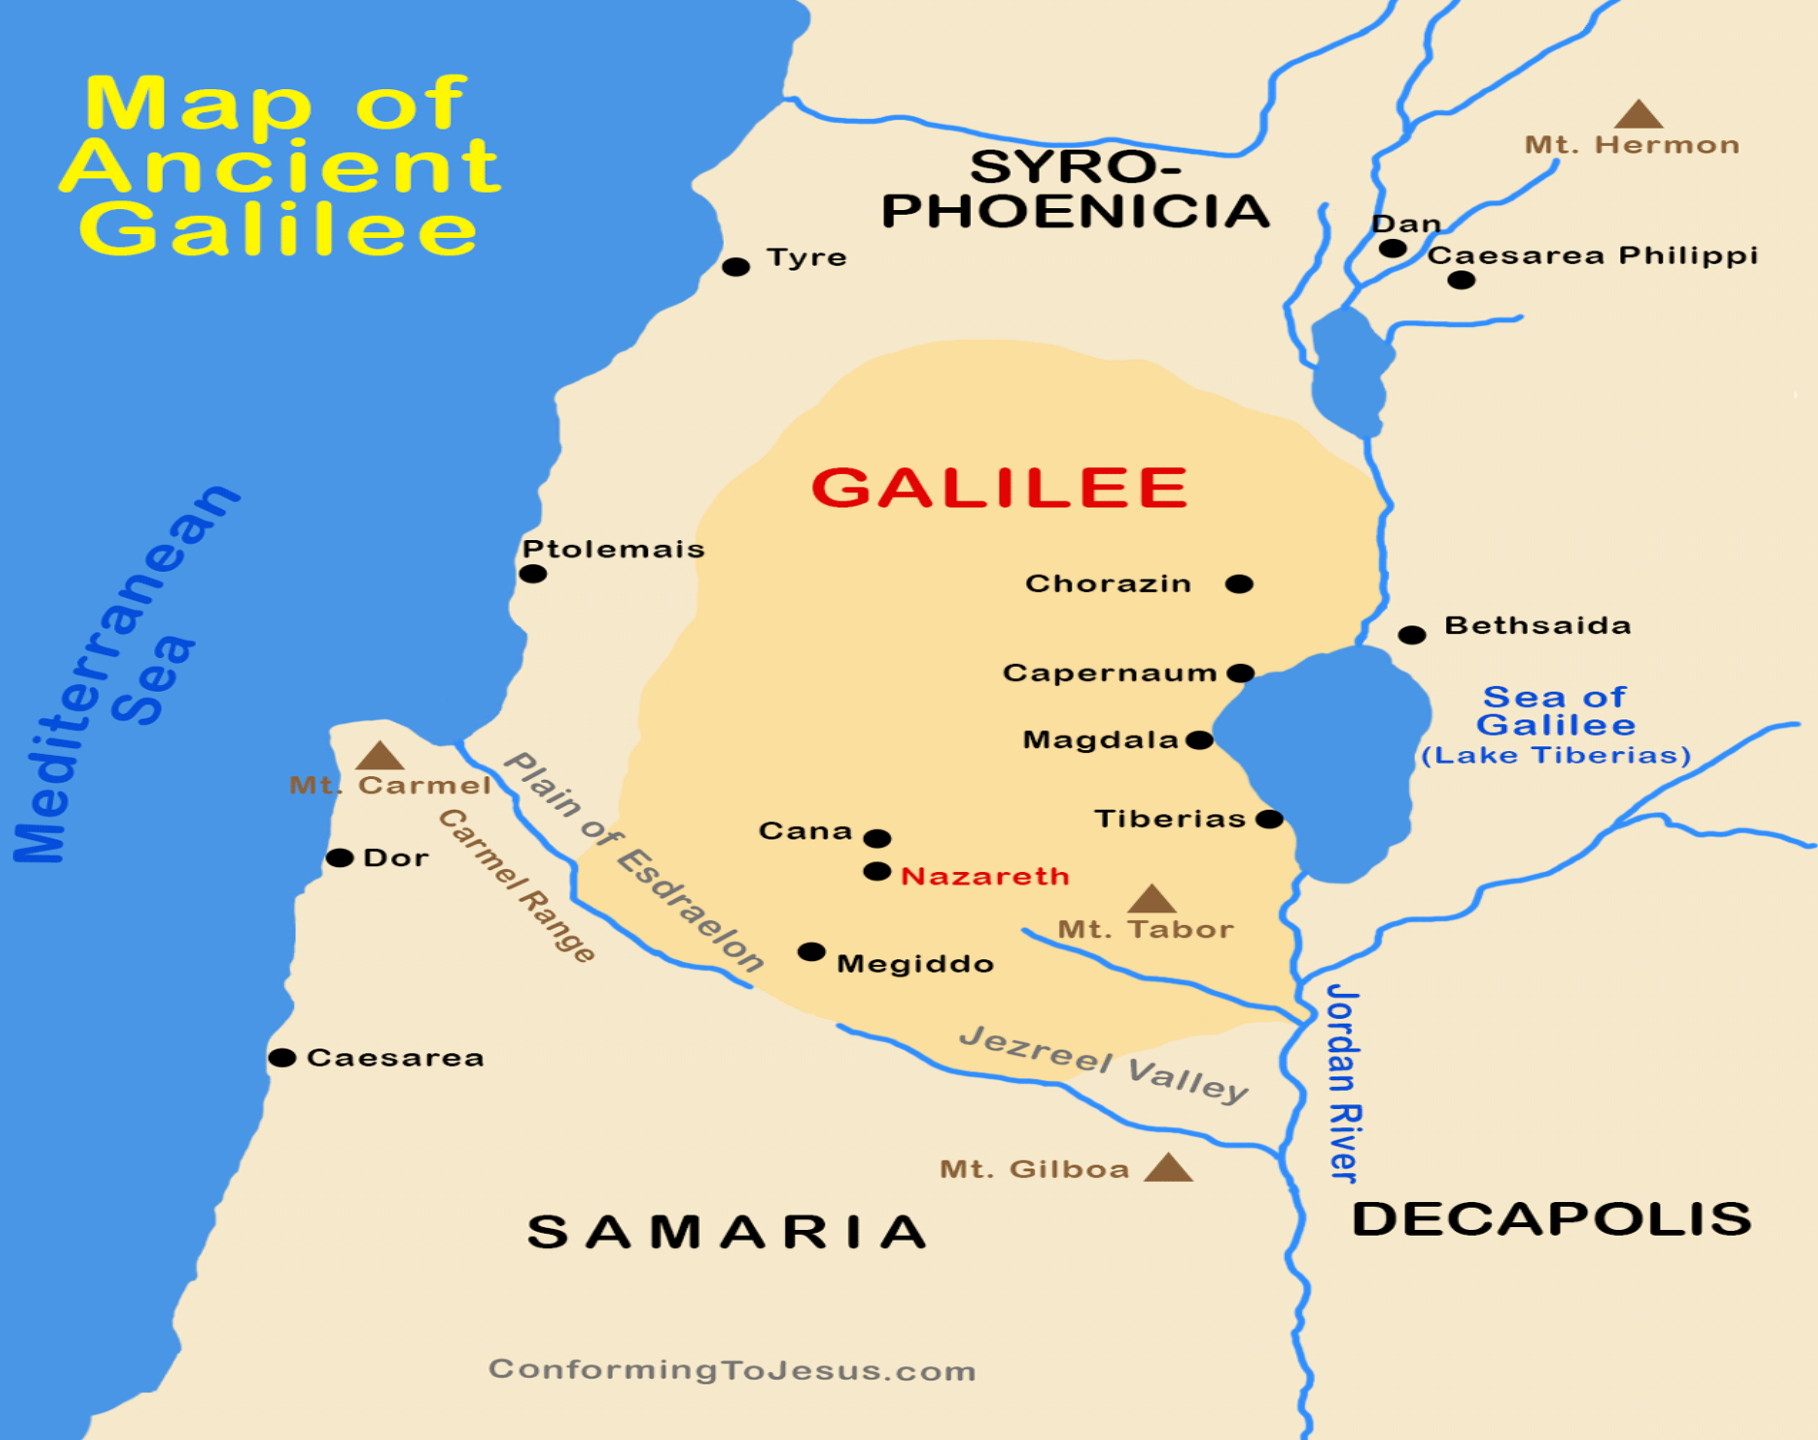 Map of
Ancient
Galilee
Mt. Hermon
SYRO-
PHOENICIA
Dan
Caesarea Philippi
Tyre
GALILEE
Mediterranean
Sea
Ptolemais
Chorazin
Bethsaida
Capernaum
Sea of
Galilee
(Lake Tiberias)
Magdala
Mt. Carmel
Plain of Esdraelon
Carmel Range
Tiberias
Cana
Dor
Nazareth
Mt. Tabor
Megiddo
Jordan River
Jezreel Valley
Caesarea
Mt. Gilboa
SAMARIA
DECAPOLIS
ConformingToJesus.com